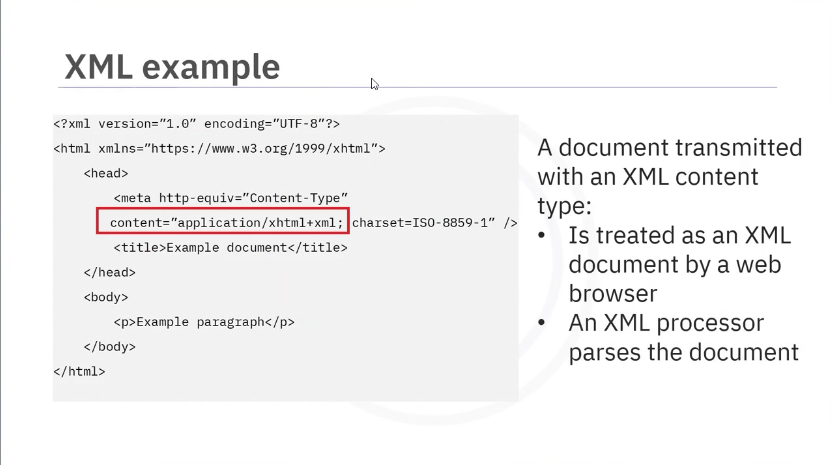 XML example
<?xml version=”1.0” encoding=”UTF-8”?>
<html xmlns=”https://www.w3.org/1999/xhtml”>
<head>
<meta http-equiv=”Content-Type”
content=“application/xhtml+xml; charset=ISO-8859-1” />
<title>Example document</title>
</head>
<body>
<p>Example paragraph</p>
</body>
</html>
A document transmitted
with an XML content
type:
• Is treated as an XML
document by a web
browser
• An XML processor
parses the document